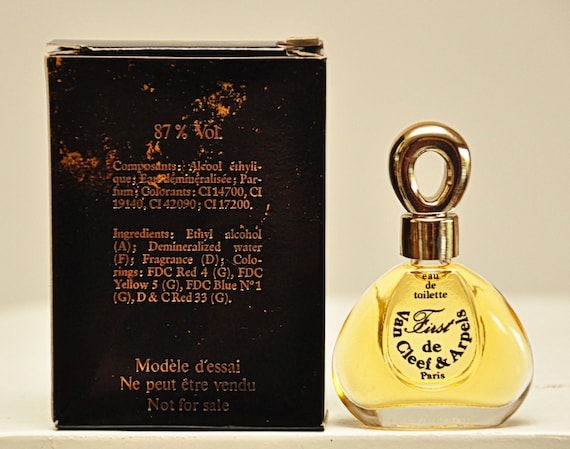 87 % Vol.
Composants: Alcool éthyli-
que; Eau déminéralisée; Par-
fum; Colorants: CI 14700, CI
19140, CI 42090; CI 17200.
Ingredients: Ethyl alcohol
(A); Demineralized water
(F); Fragrance (D); Colo-
rings: FDC Red 4 (G), FDC
Yellow 5 (G), FDC Blue N°1
(G), D & C Red 33 (G).
Modèle d'essai
Ne peut être vendu
Not for sale
eau de
toilette
First
de
Van Cleef & Arpels
Paris